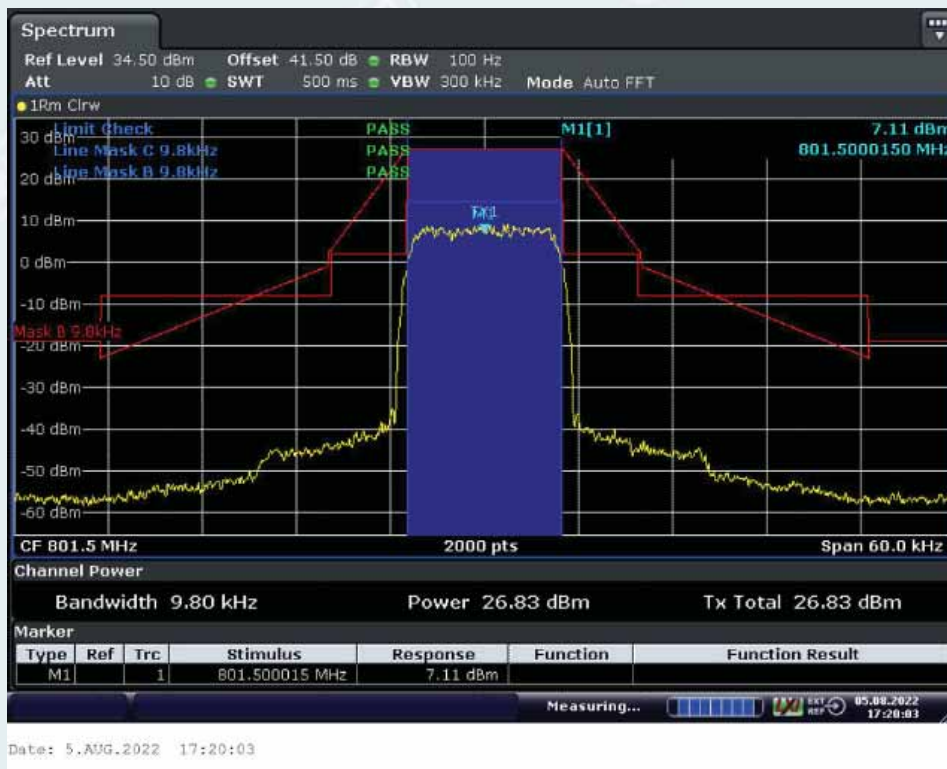 Spectrum
Ref Level 34.50 dBm Offset 41.50 dB RBW 100 Hz
Att 10 dB SWT 500 ms VBW 300 kHz Mode Auto FFT
1Rm Clrw
Limit Check PASS M1[1] 7.11 dBm
30 dBm
Line Mask C 9.8kHz PASS 801.5000150 MHz
Line Mask B 9.8kHz PASS
20 dBm
10 dBm
0 dBm
-10 dBm
Mask B 9.8kHz
-20 dBm
-30 dBm
-40 dBm
-50 dBm
-60 dBm
CF 801.5 MHz 2000 pts Span 60.0 kHz
Channel Power
Bandwidth 9.80 kHz Power 26.83 dBm Tx Total 26.83 dBm
Marker
Type Ref Trc Stimulus Response Function Function Result
M1 1 801.500015 MHz 7.11 dBm
Measuring... EXT REF 05.08.2022
17:20:03
Date: 5.AUG.2022 17:20:03